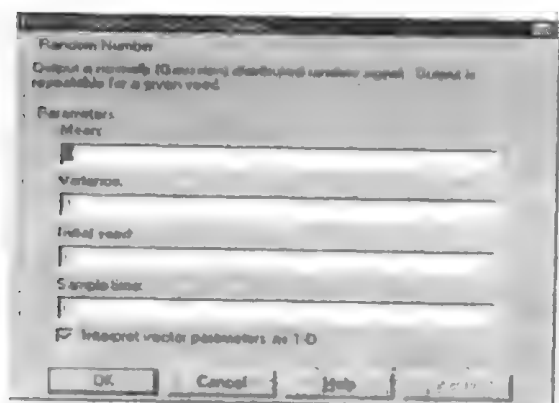 Random Number
Output a normally (Gaussian) distributed random signal. Output is
repeatable for a given seed.
Parameters
Mean:
Variance:
Initial seed:
Sample time:
Interpret vector parameters as 1-D
OK Cancel Help